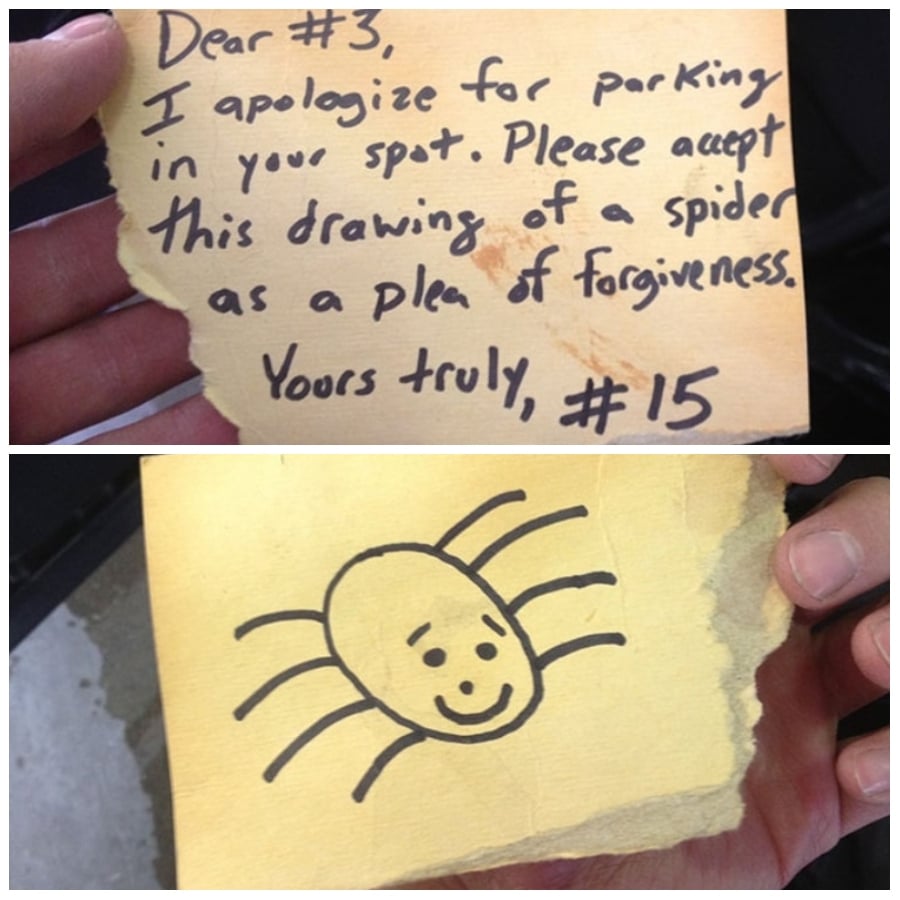 Dear #3,
I apologize for parking
in your spot. Please accept
this drawing of a spider
as a plea of forgiveness.
Yours truly, #15